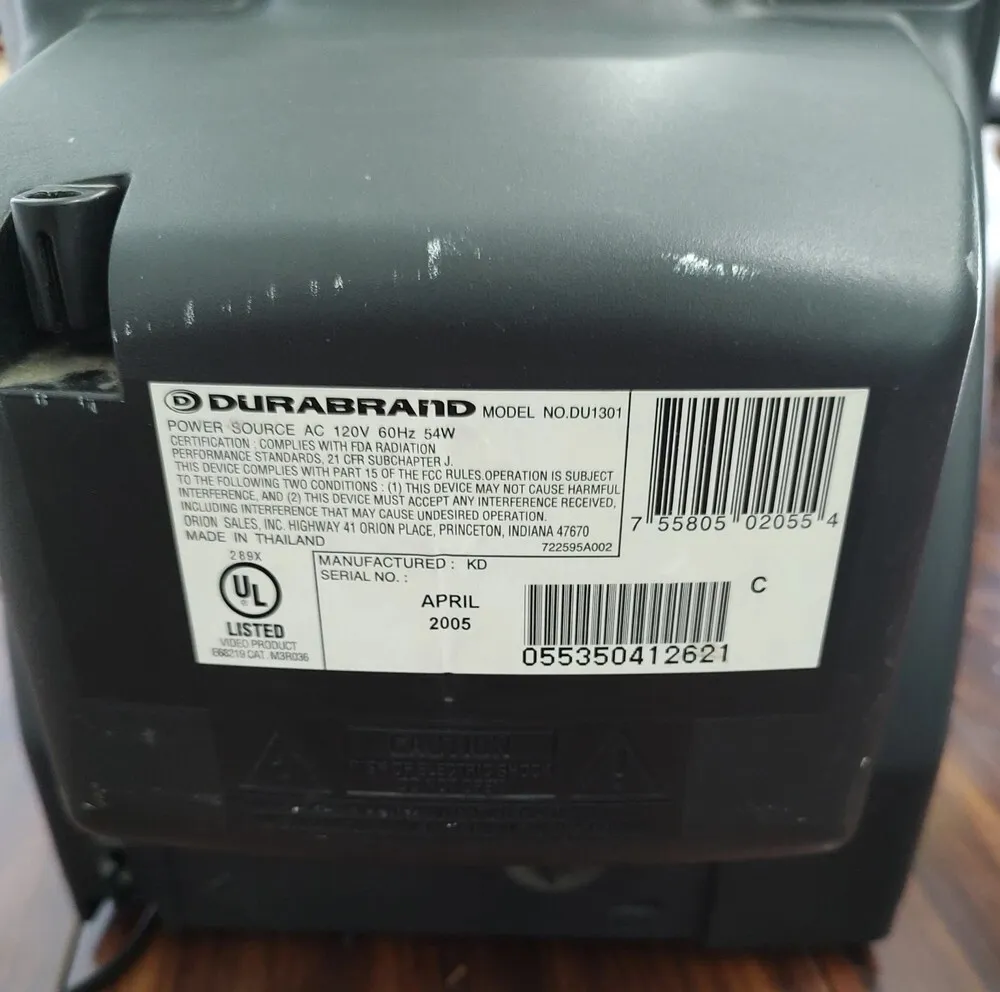 D DURABRAND MODEL NO.DU1301
POWER SOURCE AC 120V 60Hz 54W
CERTIFICATION : COMPLIES WITH FDA RADIATION
PERFORMANCE STANDARDS, 21 CFR SUBCHAPTER J.
THIS DEVICE COMPLIES WITH PART 15 OF THE FCC RULES.OPERATION IS SUBJECT
TO THE FOLLOWING TWO CONDITIONS : (1) THIS DEVICE MAY NOT CAUSE HARMFUL
INTERFERENCE, AND (2) THIS DEVICE MUST ACCEPT ANY INTERFERENCE RECEIVED,
INCLUDING INTERFERENCE THAT MAY CAUSE UNDESIRED OPERATION.
ORION SALES, INC. HIGHWAY 41 ORION PLACE, PRINCETON, INDIANA 47670
MADE IN THAILAND 722595A002
7 55805 02055 4
289X
UL
LISTED
VIDEO PRODUCT
E68219 CAT. M3R036
MANUFACTURED : KD
SERIAL NO. :
APRIL
2005
C
055350412621
CAUTION